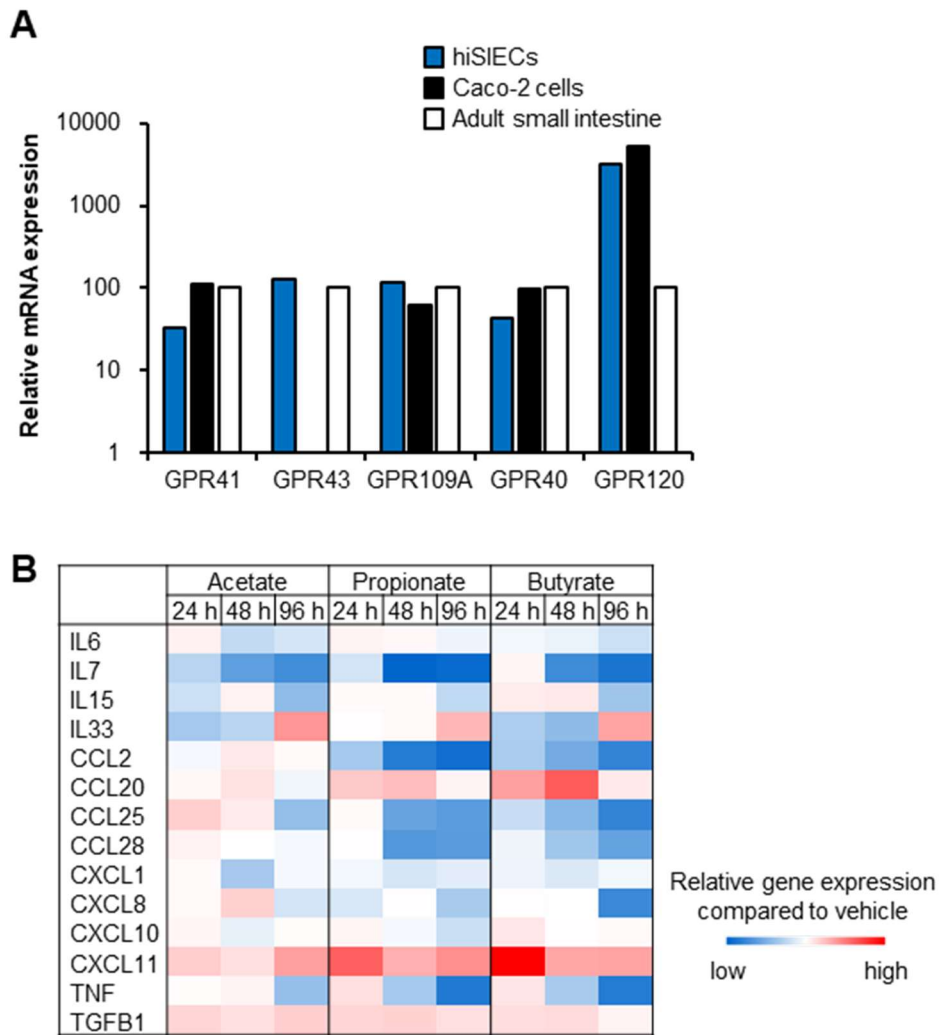 A
hiSIECs
Caco-2 cells
Adult small intestine
Relative mRNA expression
10000
1000
100
10
1
GPR41 GPR43 GPR109A GPR40 GPR120
B
Acetate Propionate Butyrate
24 h 48 h 96 h 24 h 48 h 96 h 24 h 48 h 96 h
IL6
IL7
IL15
IL33
CCL2
CCL20
CCL25
CCL28
CXCL1
CXCL8
CXCL10
CXCL11
TNF
TGFB1
Relative gene expression
compared to vehicle
low high